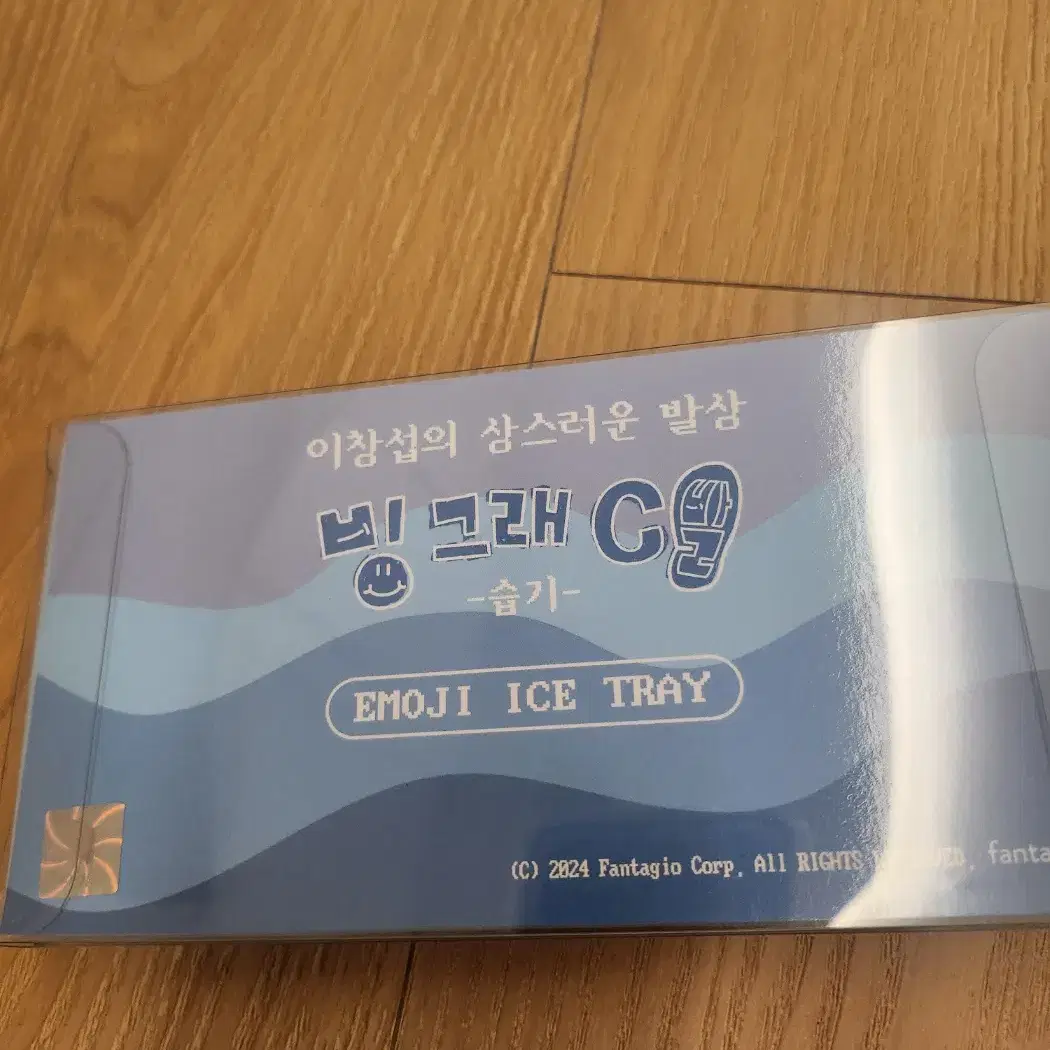 이창섭의 상스러운 발상
빙그래C발
-습기-
EMOJI ICE TRAY
(C) 2024 Fantagio Corp. All RIGHTS
fanta